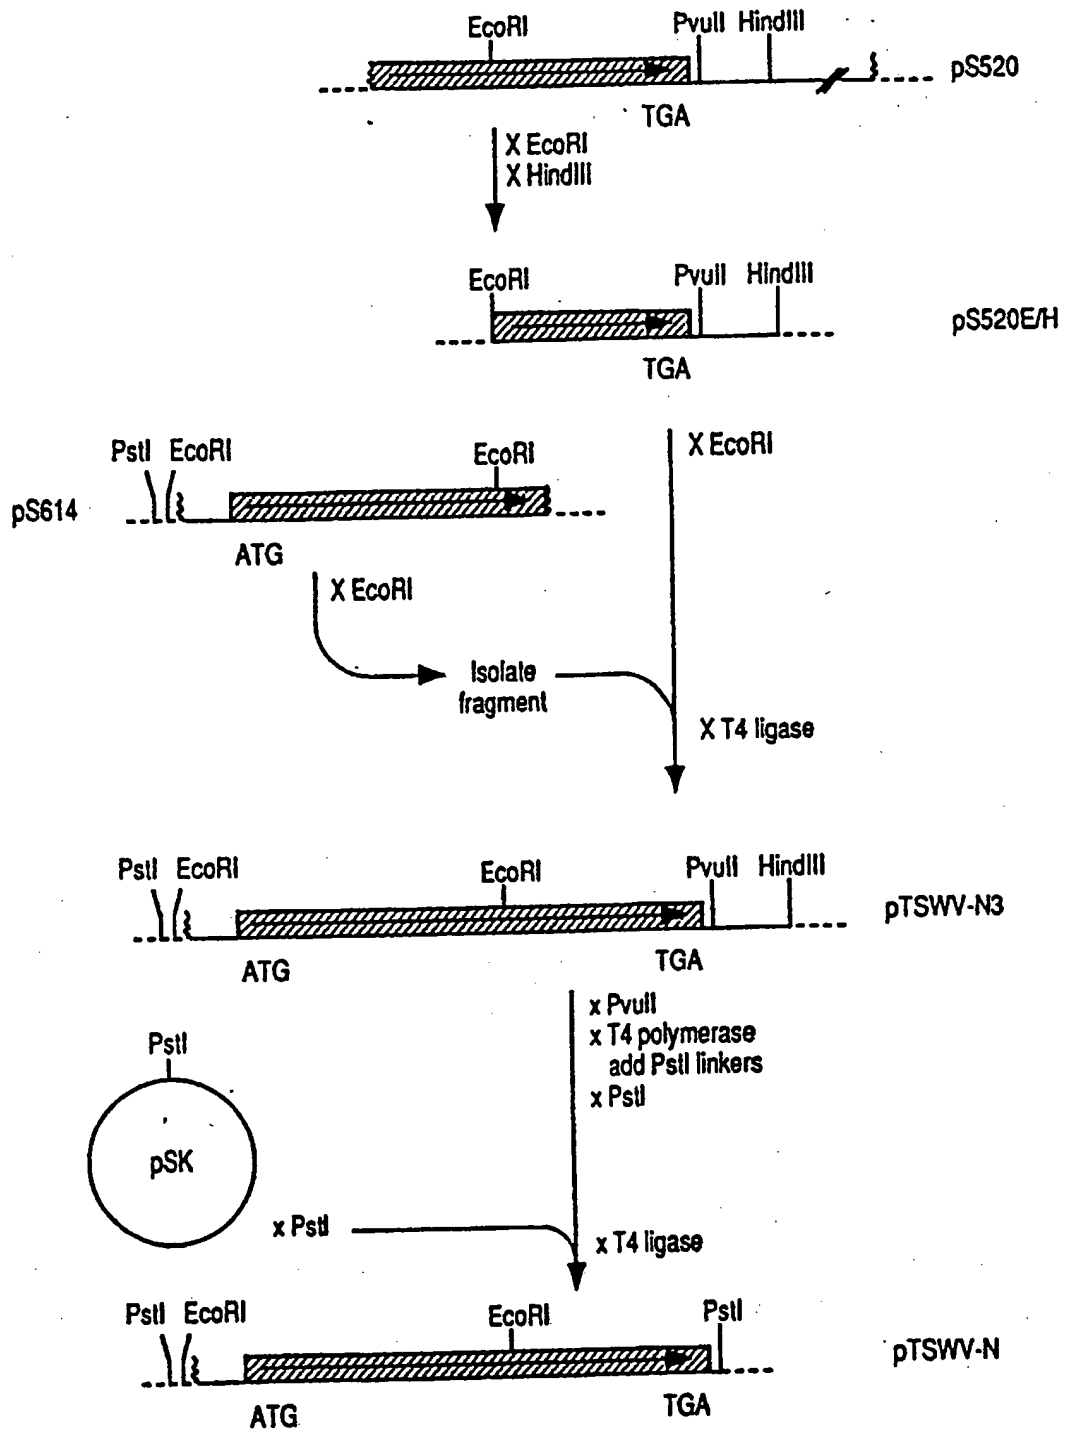 EcoRI
PvuII HindIII
pS520
TGA
X EcoRI
X HindIII
EcoRI
PvuII HindIII
pS520E/H
TGA
X EcoRI
PstI EcoRI
EcoRI
pS614
ATG
X EcoRI
Isolate
fragment
X T4 ligase
PstI EcoRI
EcoRI
PvuII HindIII
pTSWV-N3
ATG
TGA
x PvuII
x T4 polymerase
add PstI linkers
x PstI
PstI
pSK
x PstI
x T4 ligase
PstI EcoRI
EcoRI
PstI
pTSWV-N
ATG
TGA